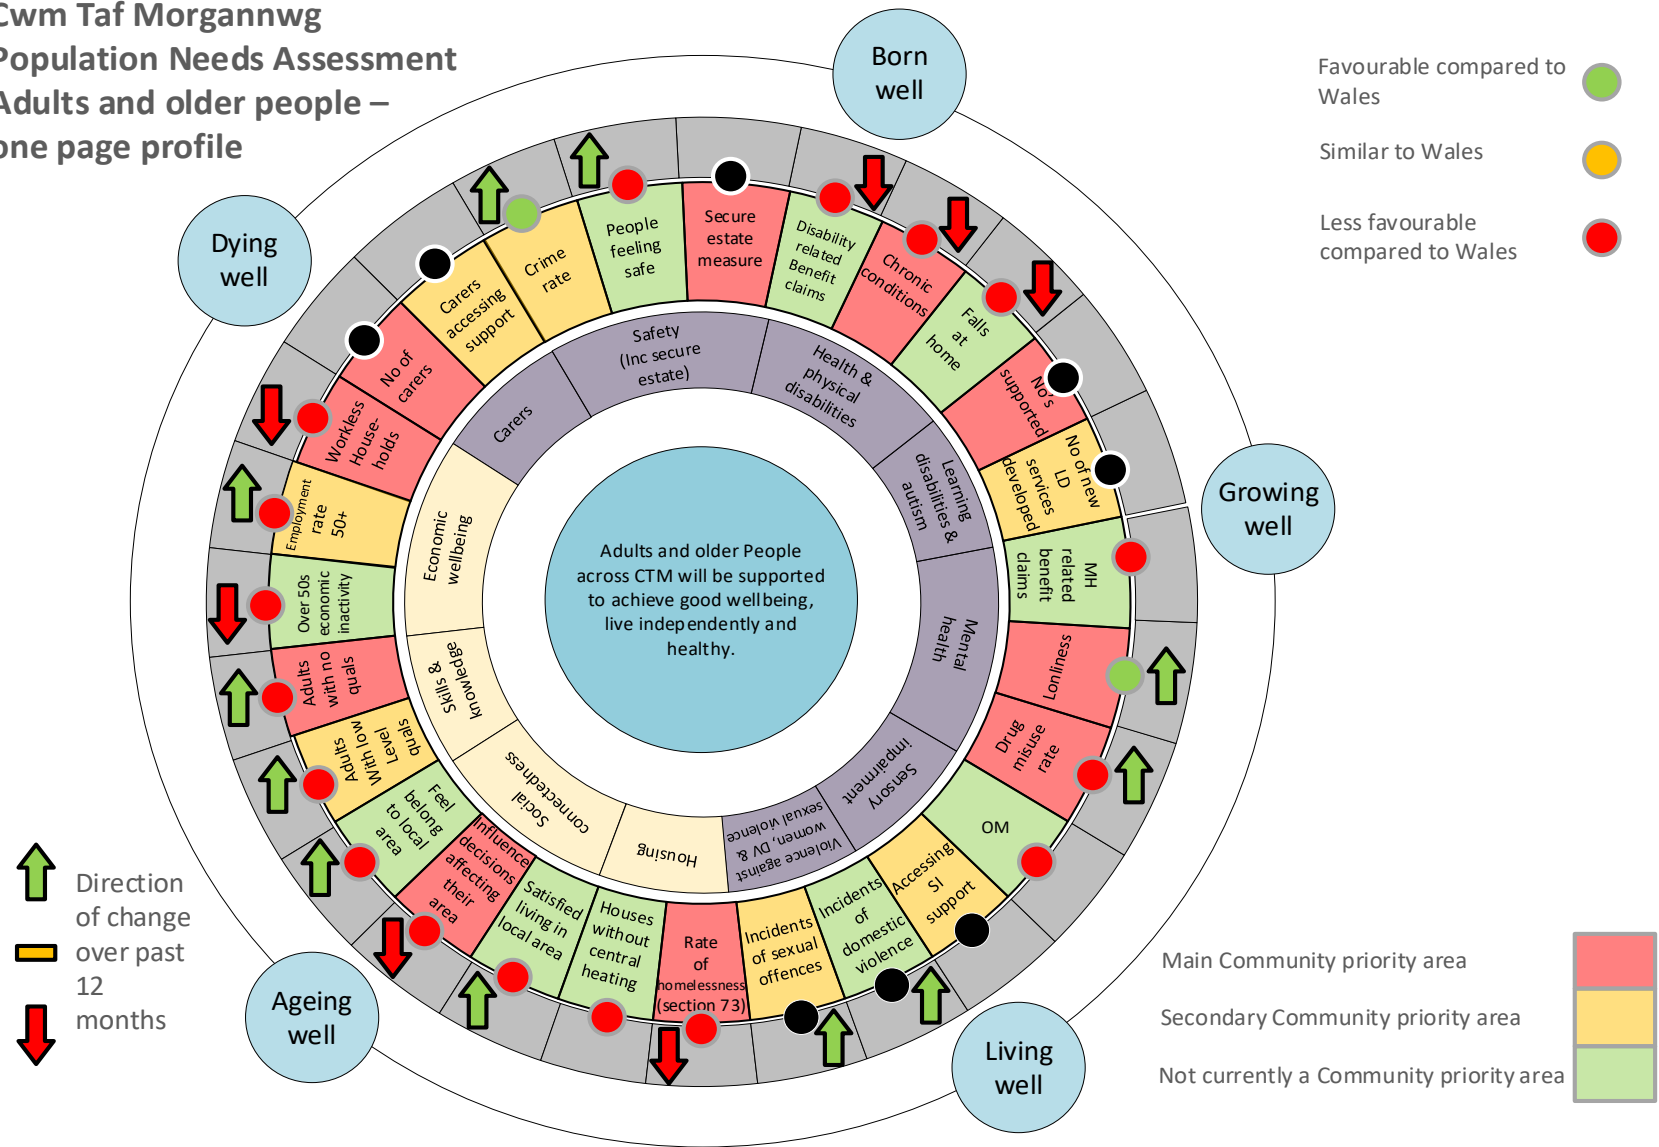 Cwm Taf Morgannwg
Population Needs Assessment
Adults and older people –
one page profile
Born
well
Growing
well
Living
well
Ageing
well
Dying
well
Favourable compared to
Wales
Similar to Wales
Less favourable
compared to Wales
Secure
estate
measure
Disability
related
Benefit
claims
Chronic
conditions
Falls
at
home
No's
supported
No of new
LD
services
developed
MH
related
benefit
claims
Lonliness
Drug
misuse
rate
OM
Accessing
SI
support
Incidents
of
domestic
violence
Incidents
of sexual
offences
Rate
of
homelessness
(section 73)
Houses
without
central
heating
Satisfied
living in
local area
Influence
decisions
affecting
their
area
Feel
belong
to local
area
Adults
With low
Level
quals
Adults
with no
quals
Over 50s
economic
inactivity
Employment
rate
50+
Workless
House-
holds
No of
carers
Carers
accessing
support
Crime
rate
People
feeling
safe
Safety
(Inc secure
estate)
Health &
physical
disabilities
Learning
disabilities &
autism
Mental
health
Sensory
impairment
Violence against
women, DV &
sexual violence
Housing
Social
connectedness
Skills &
knowledge
Economic
wellbeing
Carers
Adults and older People
across CTM will be supported
to achieve good wellbeing,
live independently and
healthy.
Direction
of change
over past
12
months
Main Community priority area
Secondary Community priority area
Not currently a Community priority area